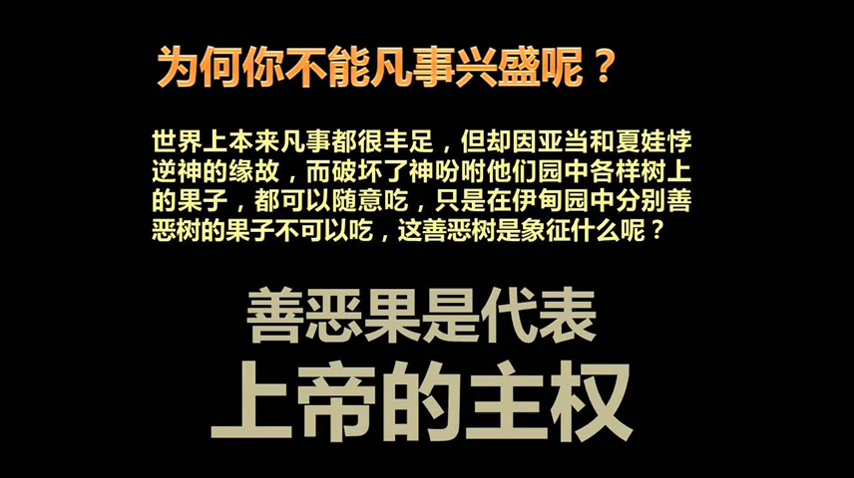 为何你不能凡事兴盛呢？
世界上本来凡事都很丰足，但却因亚当和夏娃悖
逆神的缘故，而破坏了神吩咐他们园中各样树上
的果子，都可以随意吃，只是在伊甸园中分别善
恶树的果子不可以吃，这善恶树是象征什么呢？
善恶果是代表
上帝的主权